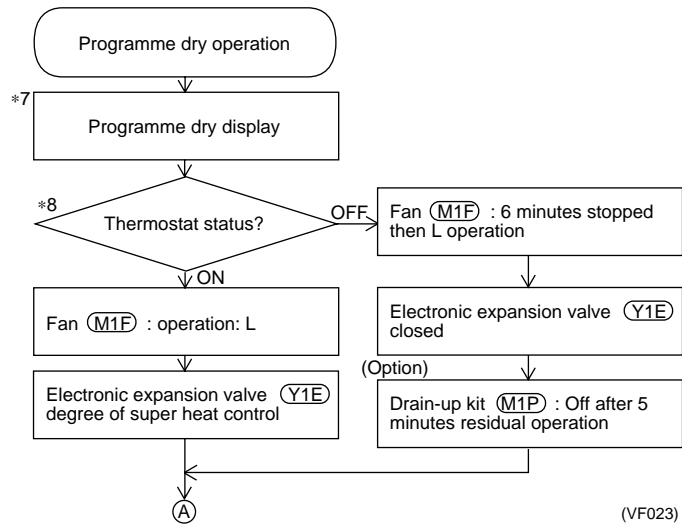 Programme dry operation
*7
Programme dry display
*8
Thermostat status?
OFF
ON
Fan M1F : operation: L
Electronic expansion valve Y1E
degree of super heat control
Fan M1F : 6 minutes stopped
then L operation
Electronic expansion valve Y1E
closed
(Option)
Drain-up kit M1P : Off after 5
minutes residual operation
A
(VF023)